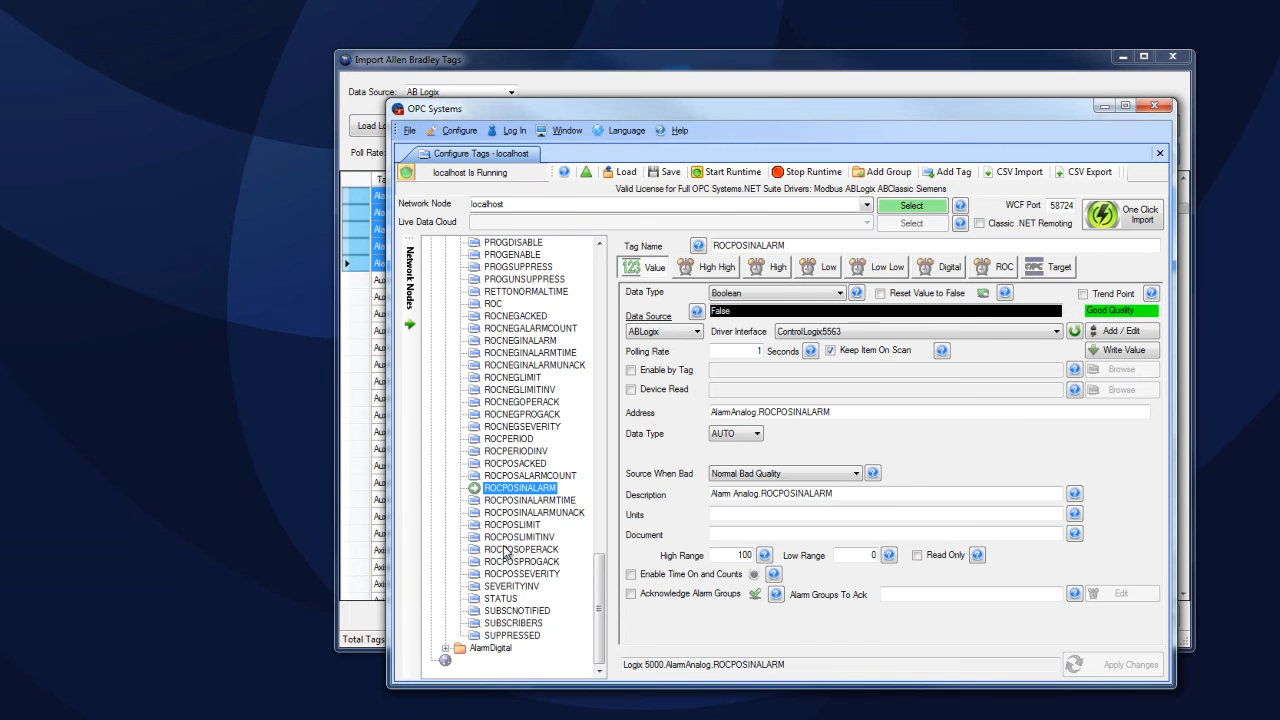 Import Allen Bradley Tags
Data Source: AB Logix
Load Lo
Poll Rate:
Total Tags
OPC Systems
File Configure Log In Window Language Help
Configure Tags - localhost
localhost Is Running Load Save Start Runtime Stop Runtime Add Group Add Tag CSV Import CSV Export
Valid License for Full OPC Systems.NET Suite Drivers: Modbus ABLogix ABClassic Siemens
Network Node localhost Select WCF Port 58724
Live Data Cloud Select Classic .NET Remoting
One Click
Import
Network Nodes
PROGDISABLE
PROGENABLE
PROGSUPPRESS
PROGUNSUPPRESS
RETTONORMALTIME
ROC
ROCNEGACKED
ROCNEGALARMCOUNT
ROCNEGINALARM
ROCNEGINALARMTIME
ROCNEGINALARMUNACK
ROCNEGLIMIT
ROCNEGLIMITINV
ROCNEGOPERACK
ROCNEGPROGACK
ROCNEGSEVERITY
ROCPERIOD
ROCPERIODINV
ROCPOSACKED
ROCPOSALARMCOUNT
ROCPOSINALARM
ROCPOSINALARMTIME
ROCPOSINALARMUNACK
ROCPOSLIMIT
ROCPOSLIMITINV
ROCPOSOPERACK
ROCPOSPROGACK
ROCPOSSEVERITY
SEVERITYINV
STATUS
SUBSCNOTIFIED
SUBSCRIBERS
SUPPRESSED
AlarmDigital
Tag Name ROCPOSINALARM
Value High High High Low Low Low Digital ROC OPC Target
Data Type Boolean Reset Value to False Trend Point
Data Source False Good Quality
ABLogix Driver Interface ControlLogix5563 Add / Edit
Polling Rate 1 Seconds Keep Item On Scan Write Value
Enable by Tag Browse
Device Read Browse
Address AlarmAnalog.ROCPOSINALARM
Data Type AUTO
Source When Bad Normal Bad Quality
Description Alarm Analog.ROCPOSINALARM
Units
Document
High Range 100 Low Range 0 Read Only
Enable Time On and Counts
Acknowledge Alarm Groups Alarm Groups To Ack Edit
Logix 5000.AlarmAnalog.ROCPOSINALARM Apply Changes